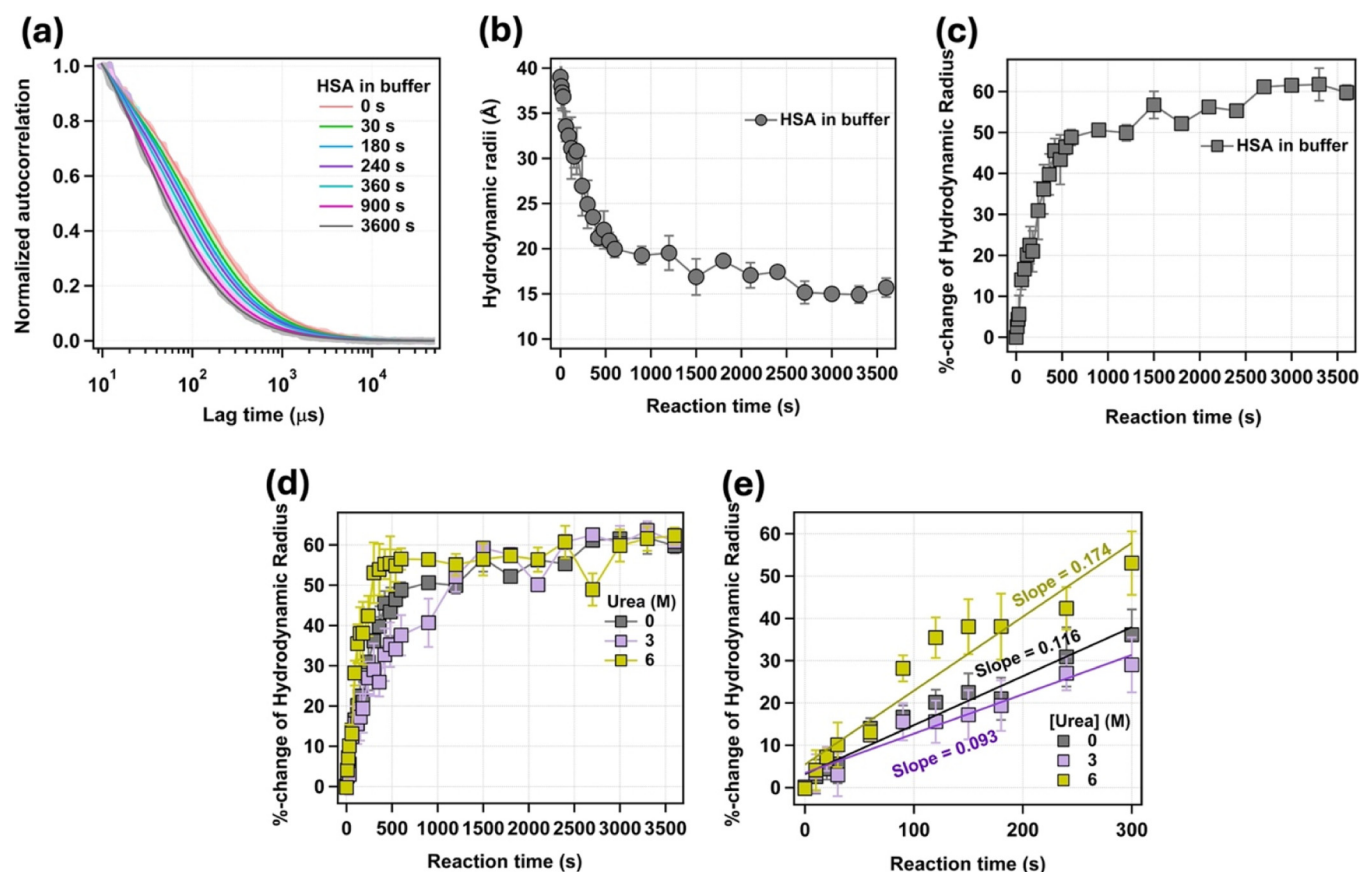 (a)
Normalized autocorrelation
1.0
0.8
0.6
0.4
0.2
0.0
HSA in buffer
0 s
30 s
180 s
240 s
360 s
900 s
3600 s
10¹ 10² 10³ 10⁴
Lag time (μs)
(b)
Hydrodynamic radii (Å)
40
35
30
25
20
15
10
HSA in buffer
0 500 1000 1500 2000 2500 3000 3500
Reaction time (s)
(c)
%-change of Hydrodynamic Radius
60
50
40
30
20
10
0
HSA in buffer
0 500 1000 1500 2000 2500 3000 3500
Reaction time (s)
(d)
%-change of Hydrodynamic Radius
60
50
40
30
20
10
0
Urea (M)
0
3
6
0 500 1000 1500 2000 2500 3000 3500
Reaction time (s)
(e)
%-change of Hydrodynamic Radius
60
50
40
30
20
10
0
Slope = 0.174
Slope = 0.116
Slope = 0.093
[Urea] (M)
0
3
6
0 100 200 300
Reaction time (s)